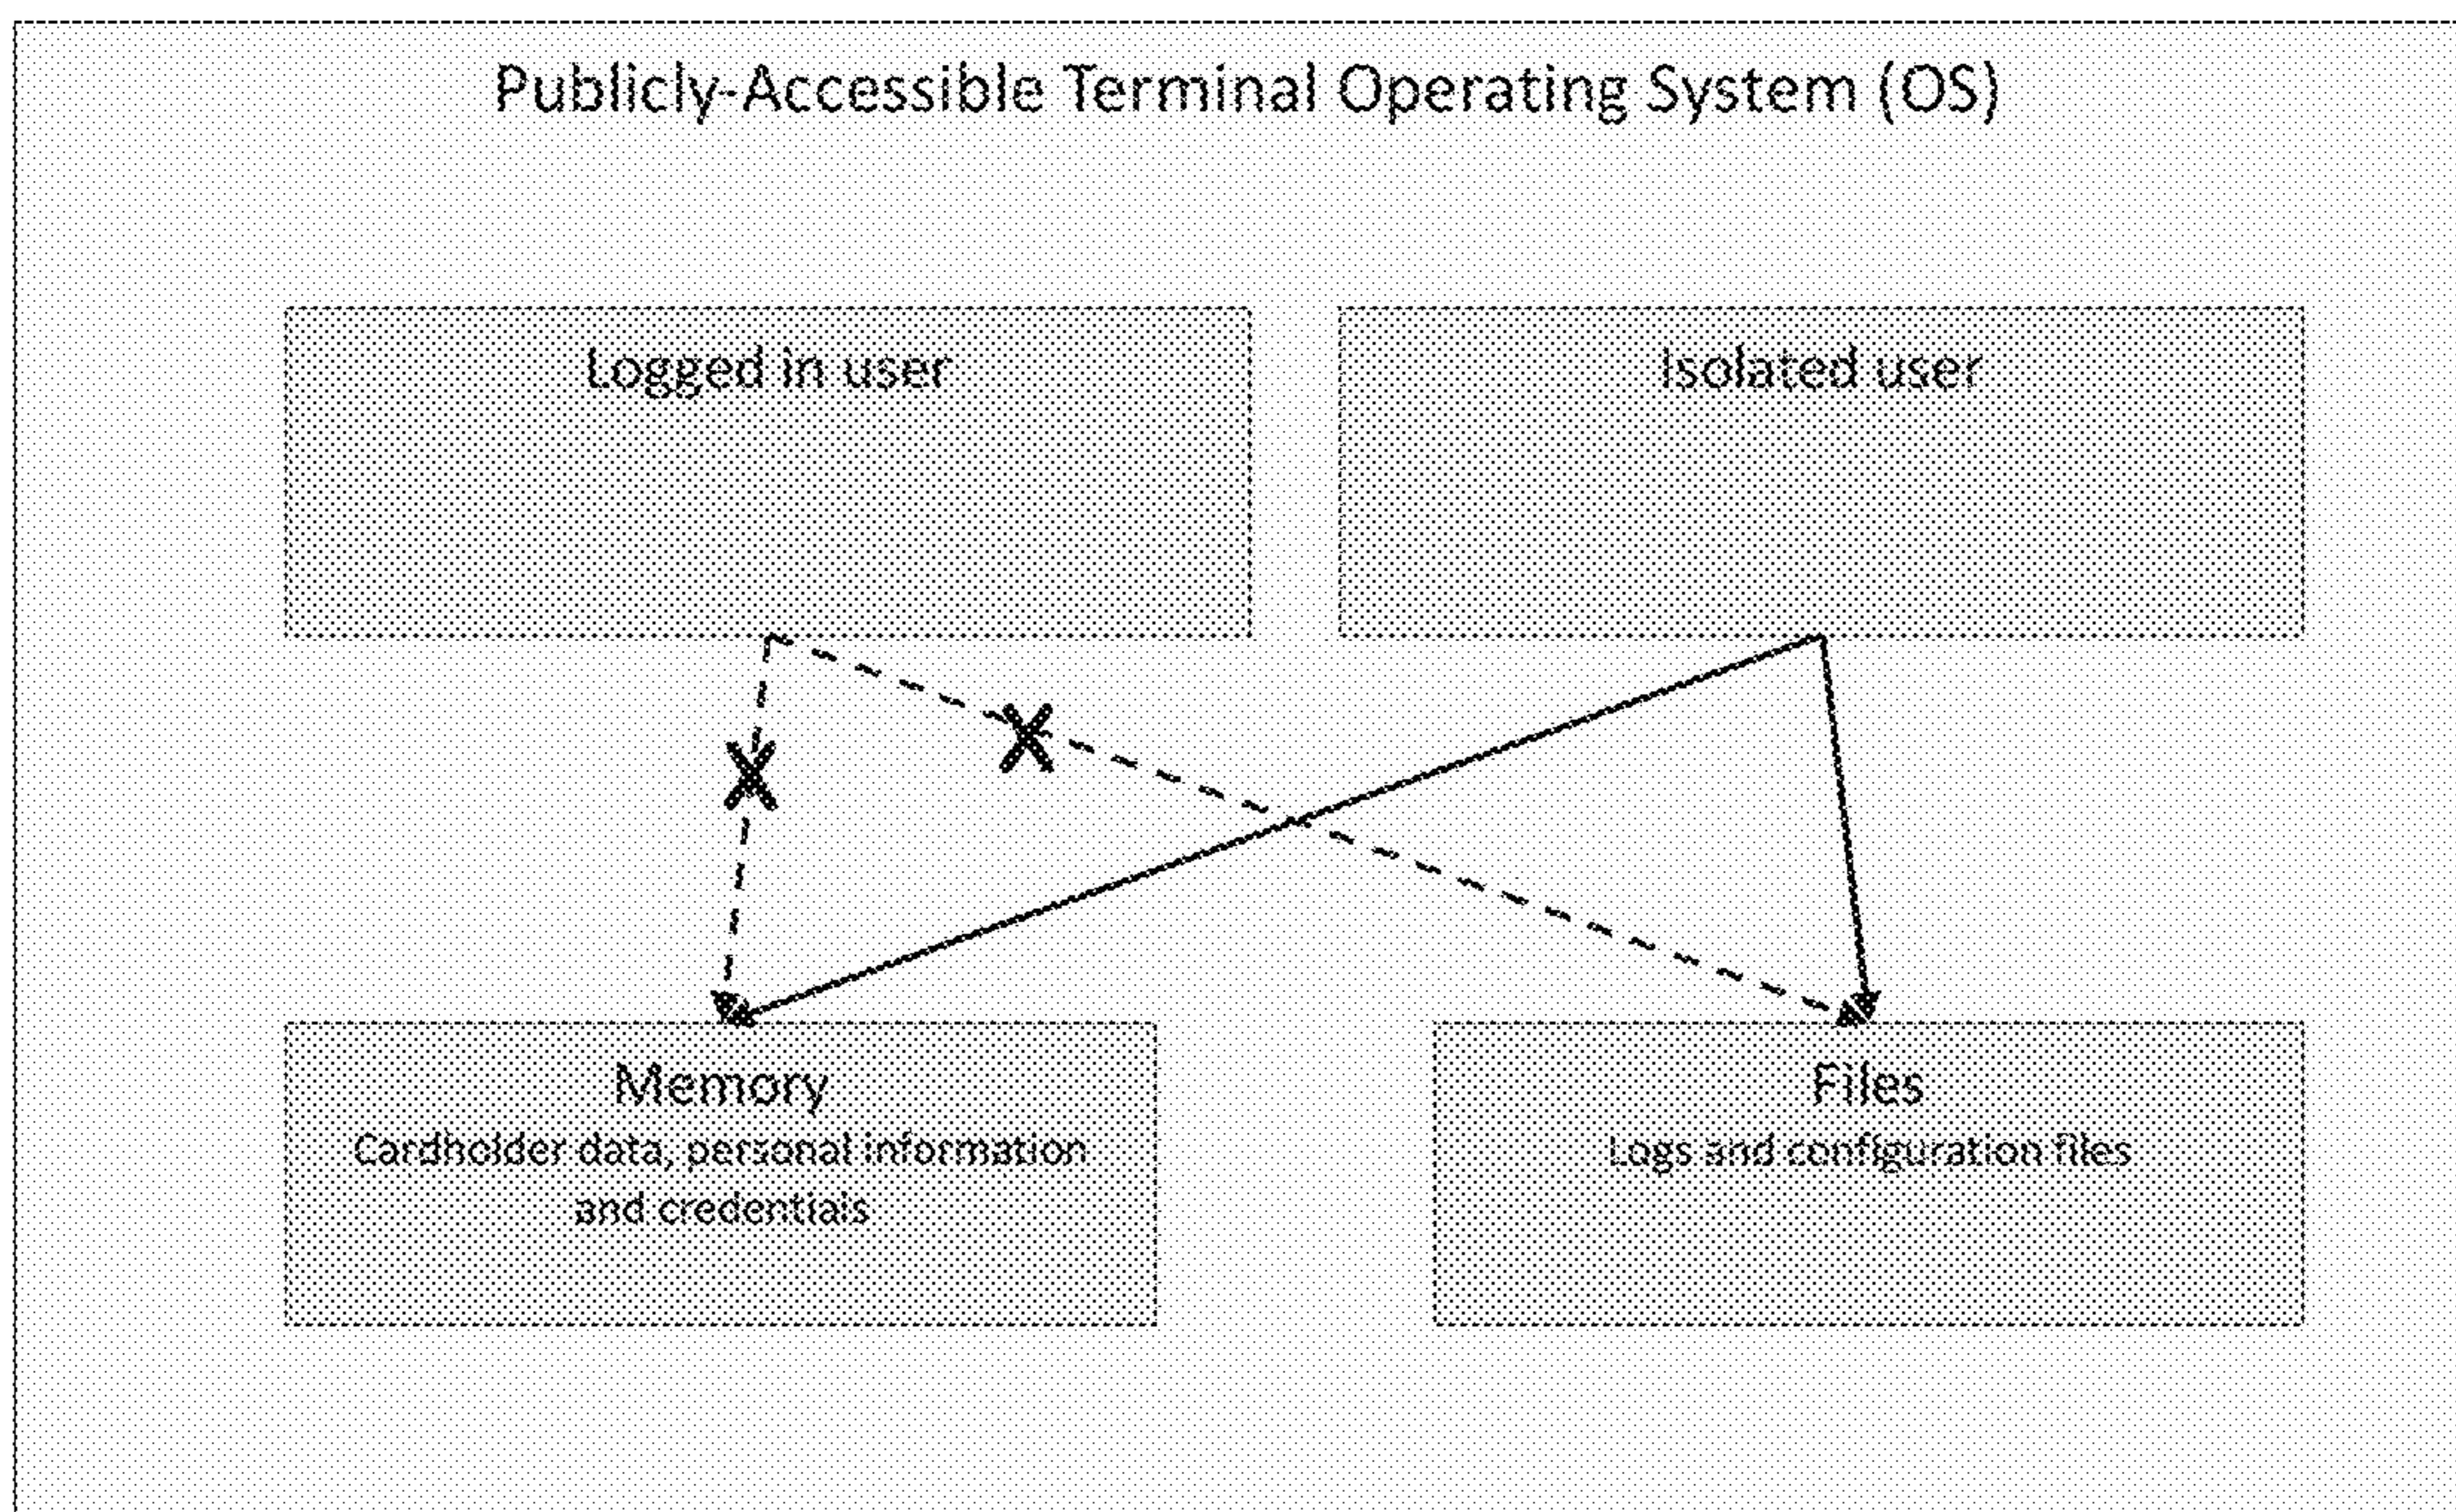 Publicly-Accessible Terminal Operating System (OS)
Logged in user
Isolated user
Memory
Cardholder data, personal information
and credentials
Files
Logs and configuration files